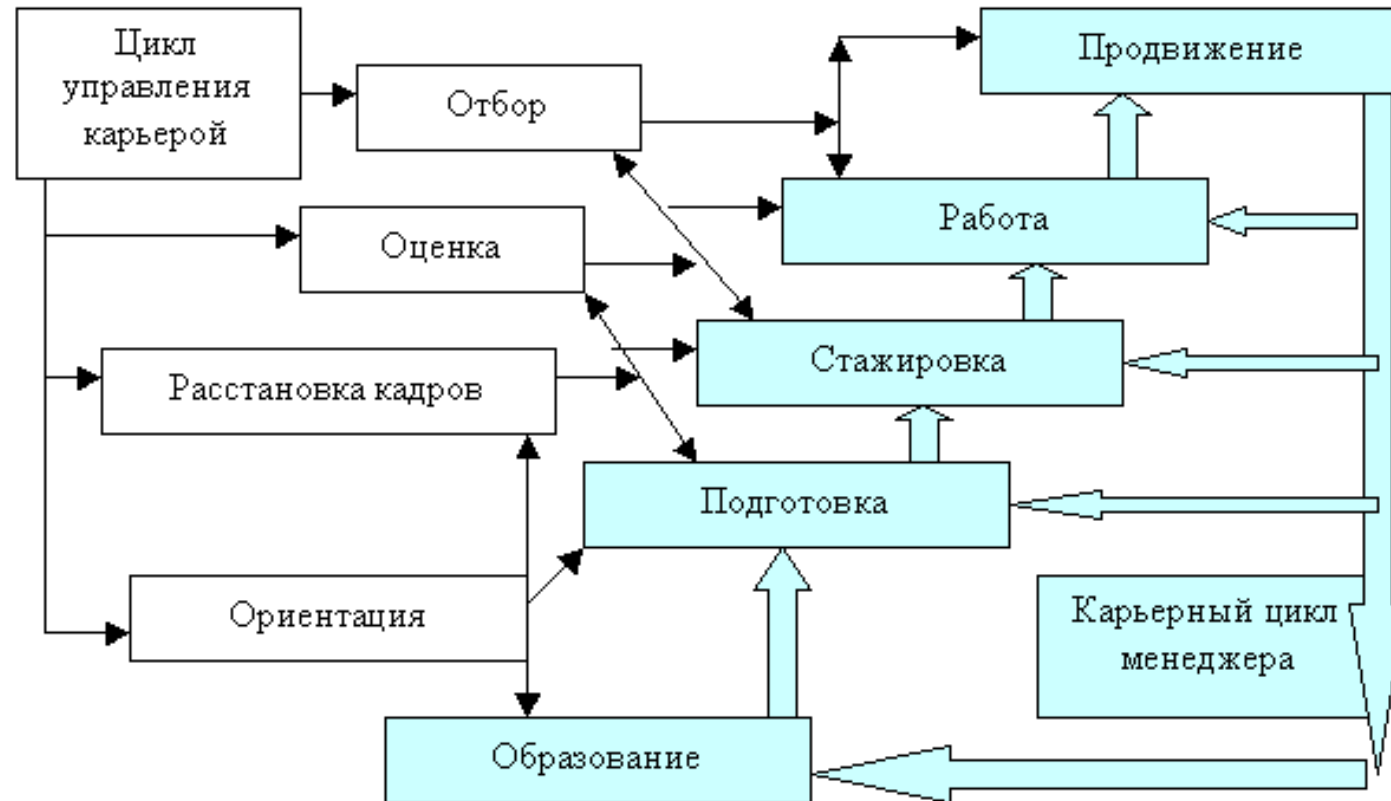 Цикл
управления
карьерой
Продвижение
Отбор
Работа
Оценка
Стажировка
Расстановка кадров
Подготовка
Ориентация
Карьерный цикл
менеджера
Образование